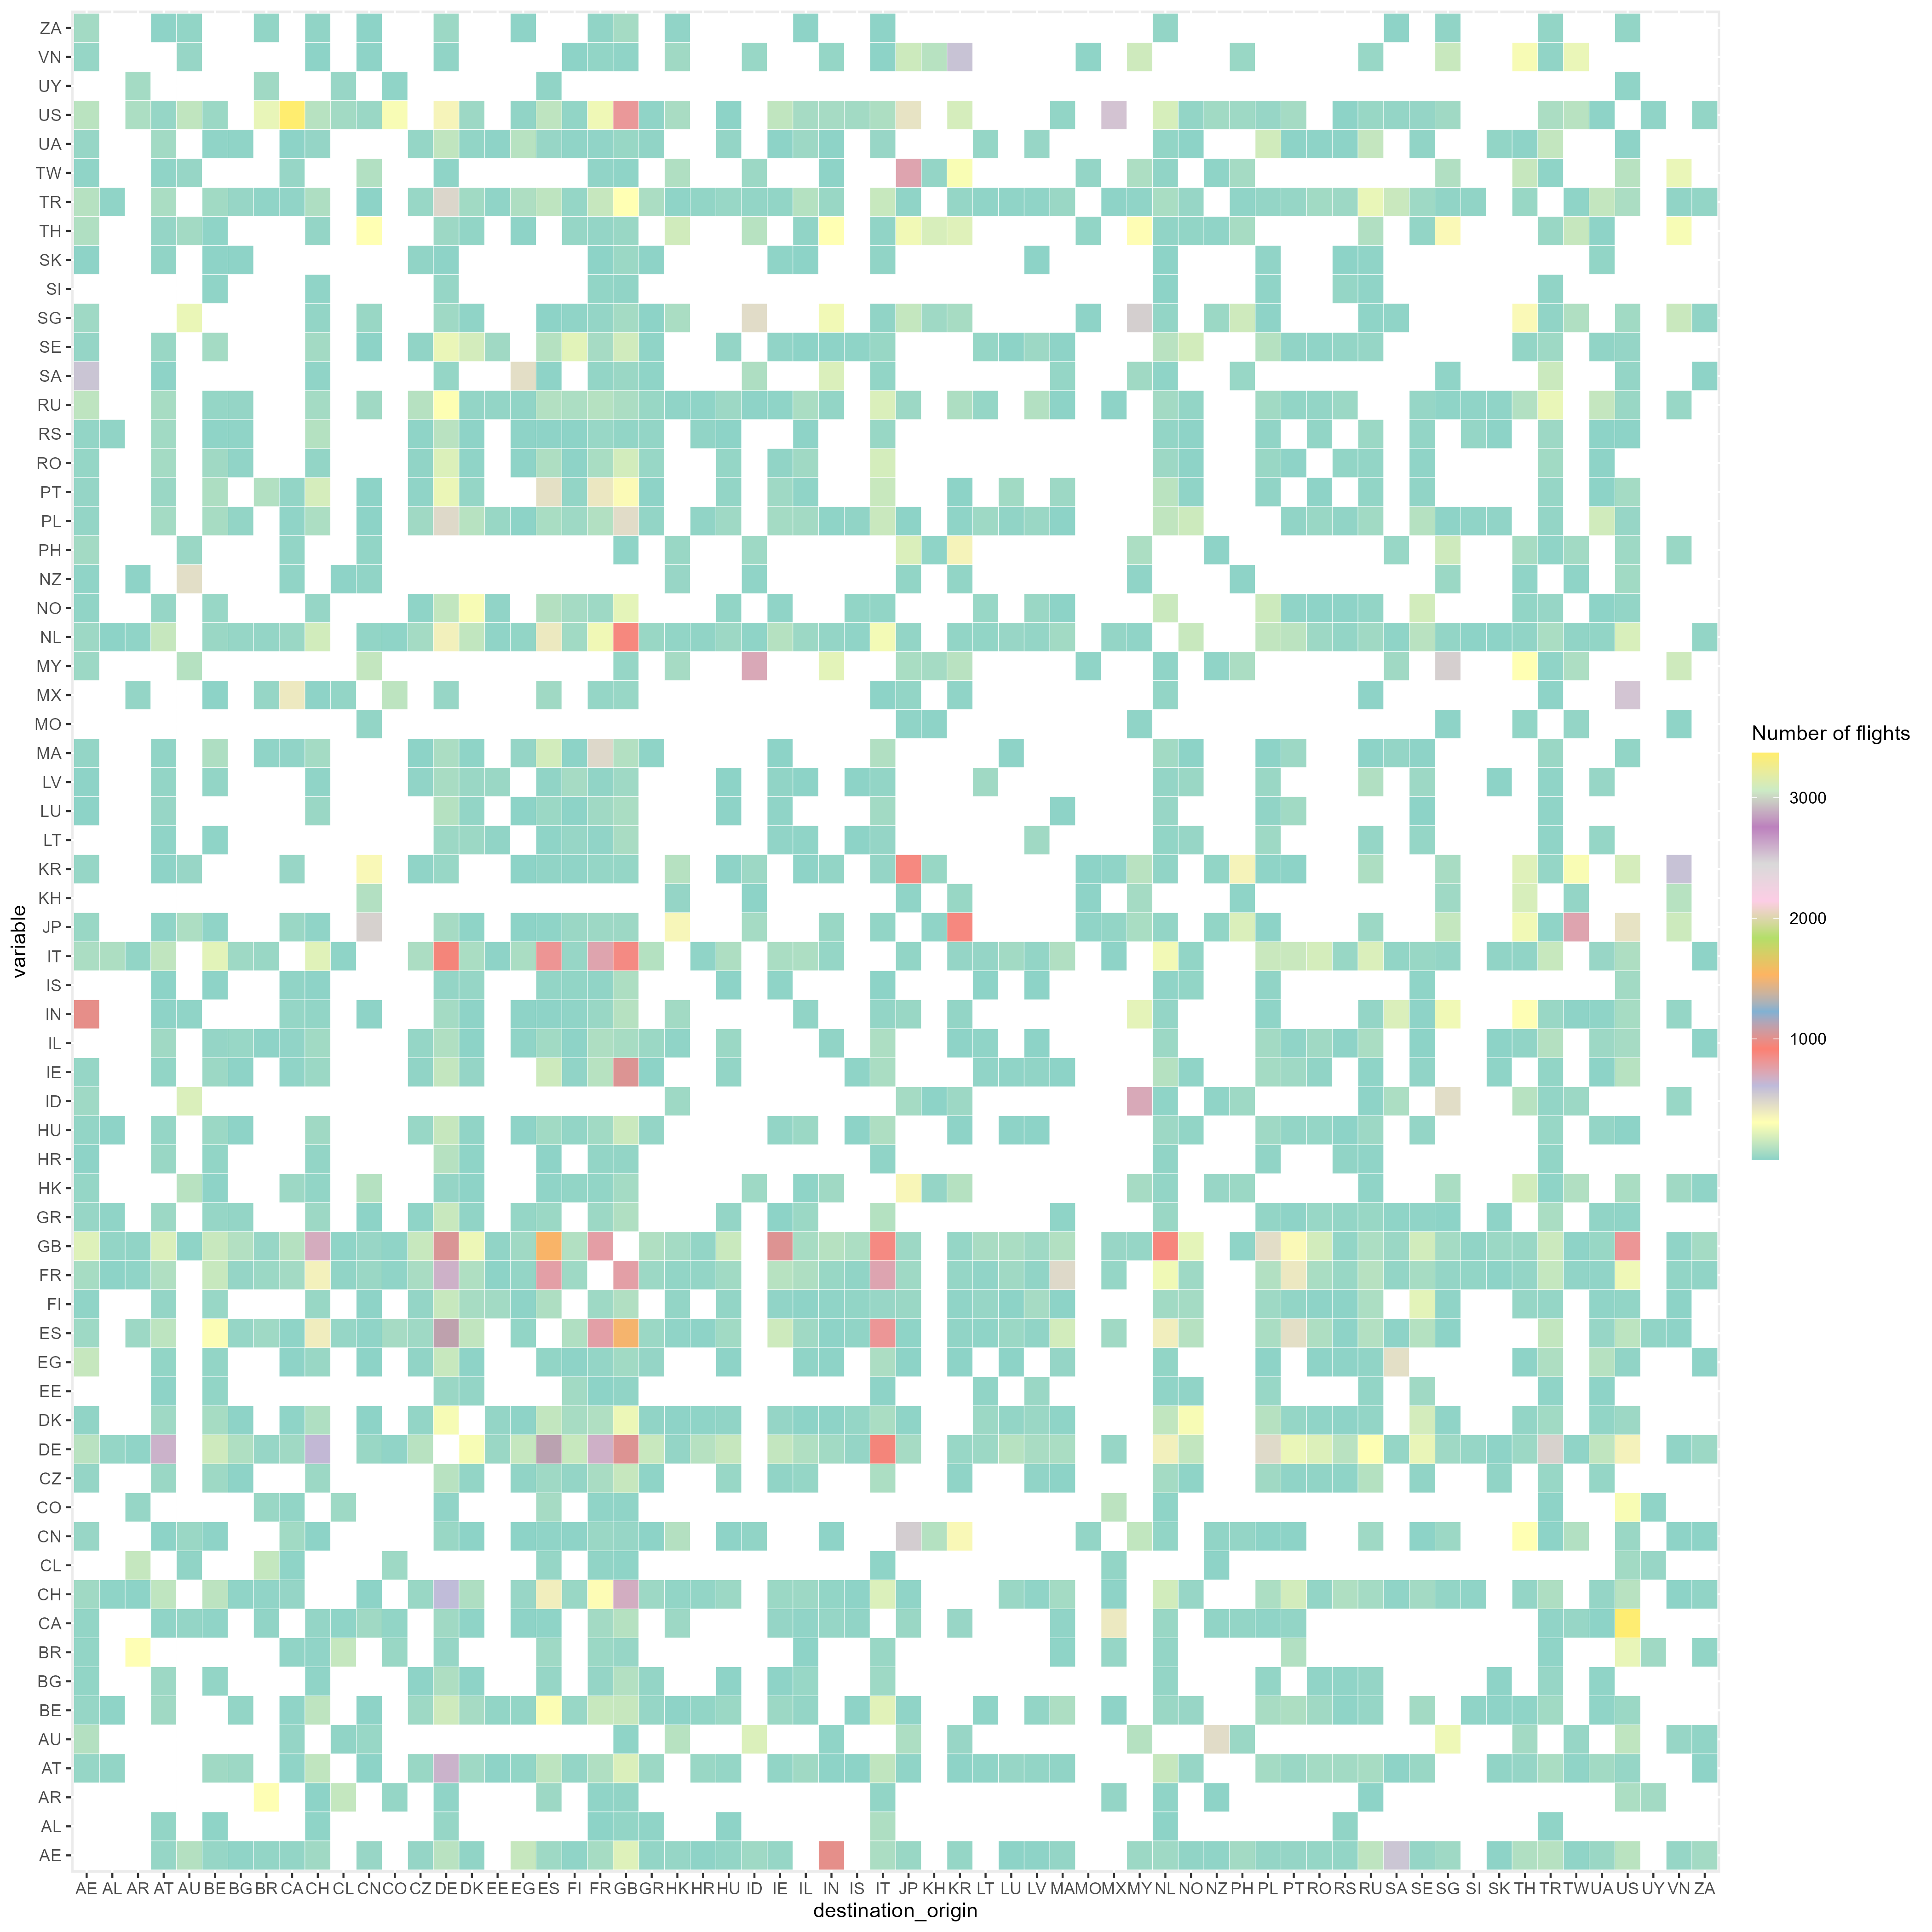 ZA
VN
UY
US
UA
TW
TR
TH
SK
SI
SG
SE
SA
RU
RS
RO
PT
PL
PH
NZ
NO
NL
MY
MX
MO
MA
LV
LU
LT
KR
KH
JP
IT
IS
IN
IL
IE
ID
HU
HR
HK
GR
GB
FR
FI
ES
EG
EE
DK
DE
CZ
CO
CN
CL
CH
CA
BR
BG
BE
AU
AT
AR
AL
AE
variable
AE AL AR AT AU BE BG BR CA CH CL CN CO CZ DE DK EE EG ES FI FR GB GR HK HR HU ID IE IL IN IS IT JP KH KR LT LU LV MA MO MX MY NL NO NZ PH PL PT RO RS RU SA SE SG SI SK TH TR TW UA US UY VN ZA
destination_origin
Number of flights
3000
2000
1000